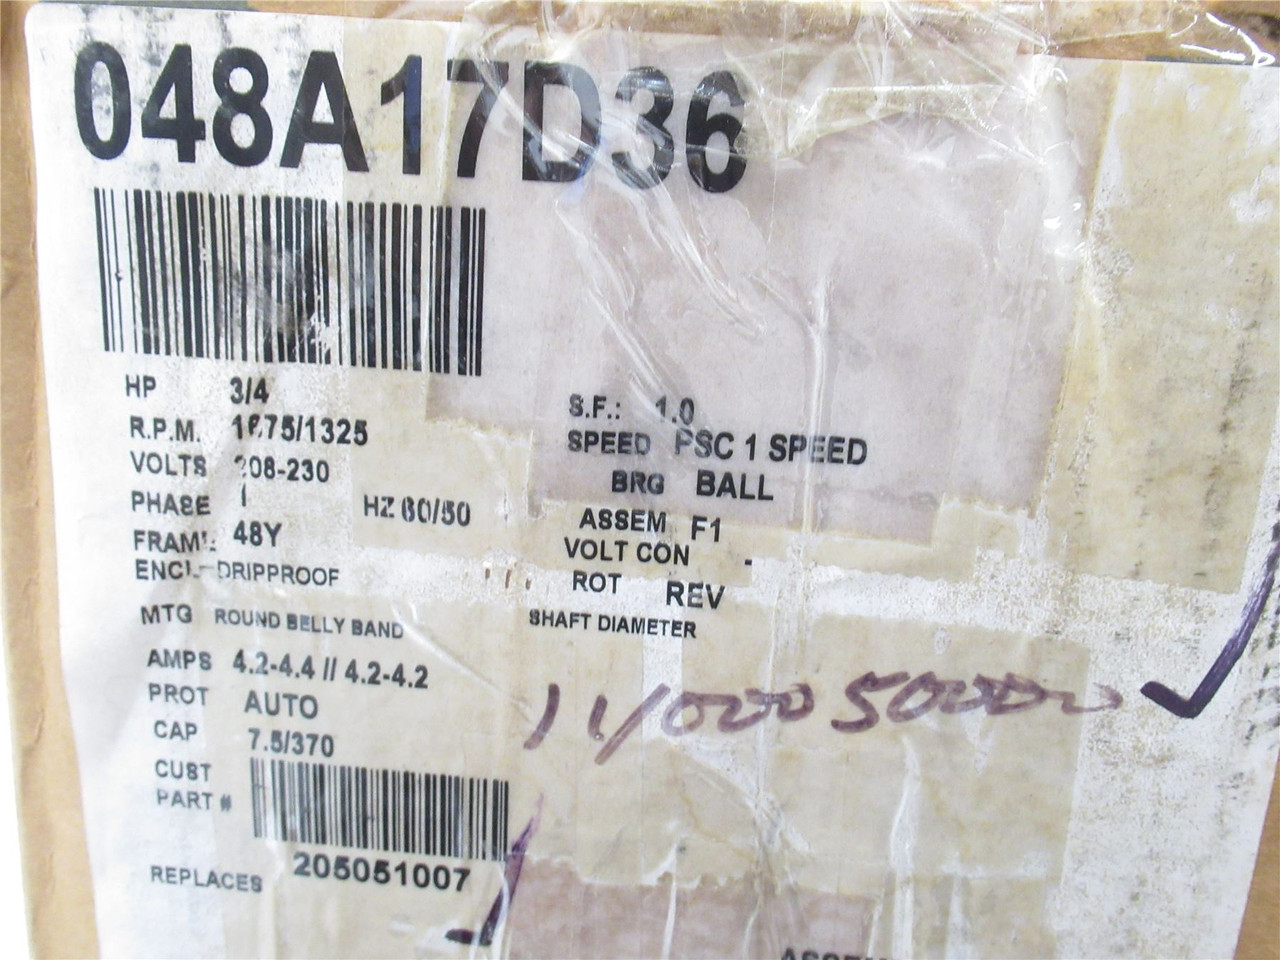 048A17D36
HP 3/4
R.P.M. 1675/1325
VOLTS 208-230
PHASE 1 HZ 60/50
FRAME: 48Y
ENCL DRIPPROOF
MTG ROUND BELLY BAND
AMPS 4.2-4.4 // 4.2-4.2
PROT AUTO
CAP 7.5/370
CUST
PART #
205051007
REPLACES
S.F.: 1.0
SPEED PSC 1 SPEED
BRG BALL
ASSEM F1
VOLT CON -
ROT REV
SHAFT DIAMETER